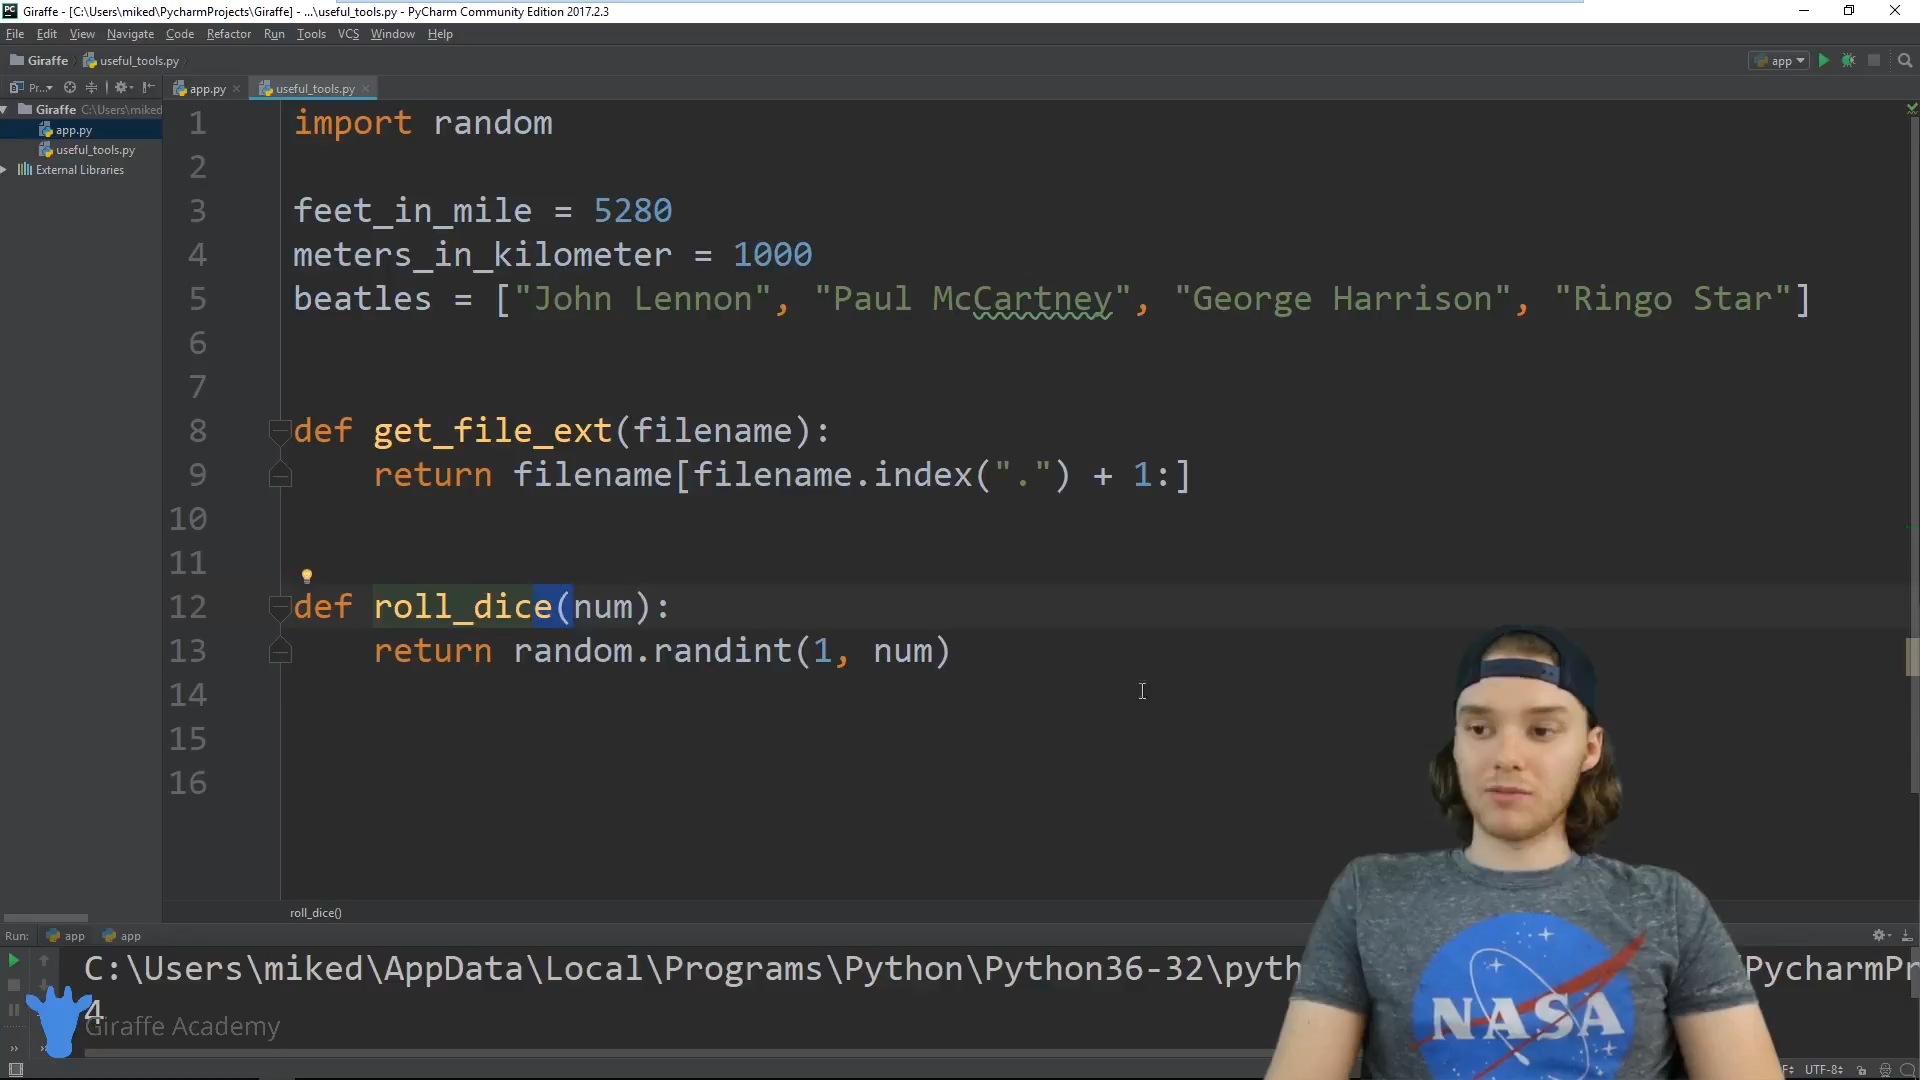 Giraffe - [C:\Users\miked\PycharmProjects\Giraffe] - ...\useful_tools.py - PyCharm Community Edition 2017.2.3
File Edit View Navigate Code Refactor Run Tools VCS Window Help
Giraffe useful_tools.py app
Pr... app.py useful_tools.py
Giraffe C:\Users\miked
app.py
useful_tools.py
External Libraries
1 import random
2
3 feet_in_mile = 5280
4 meters_in_kilometer = 1000
5 beatles = ["John Lennon", "Paul McCartney", "George Harrison", "Ringo Star"]
6
7
8 def get_file_ext(filename):
9 return filename[filename.index(".") + 1:]
10
11
12 def roll_dice(num):
13 return random.randint(1, num)
14
15
16
roll_dice()
Run: app app
C:\Users\miked\AppData\Local\Programs\Python\Python36-32\pyth PycharmPr
4
Giraffe Academy
NASA
UTF-8